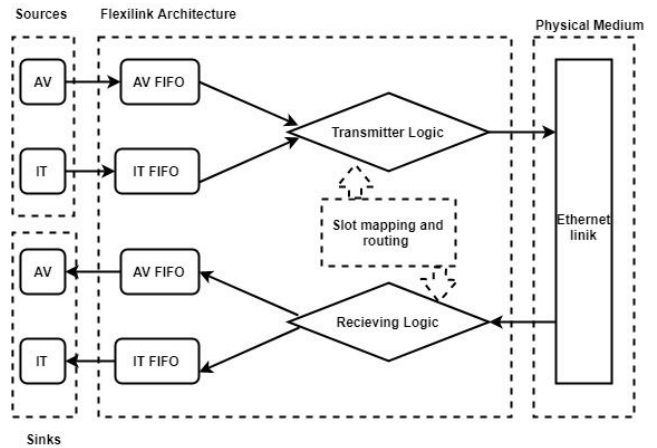 Sources
Flexilink Architecture
Physical Medium
AV
AV FIFO
Transmitter Logic
IT
IT FIFO
Slot mapping and
routing
Ethernet
linik
AV
AV FIFO
Recieving Logic
IT
IT FIFO
Sinks